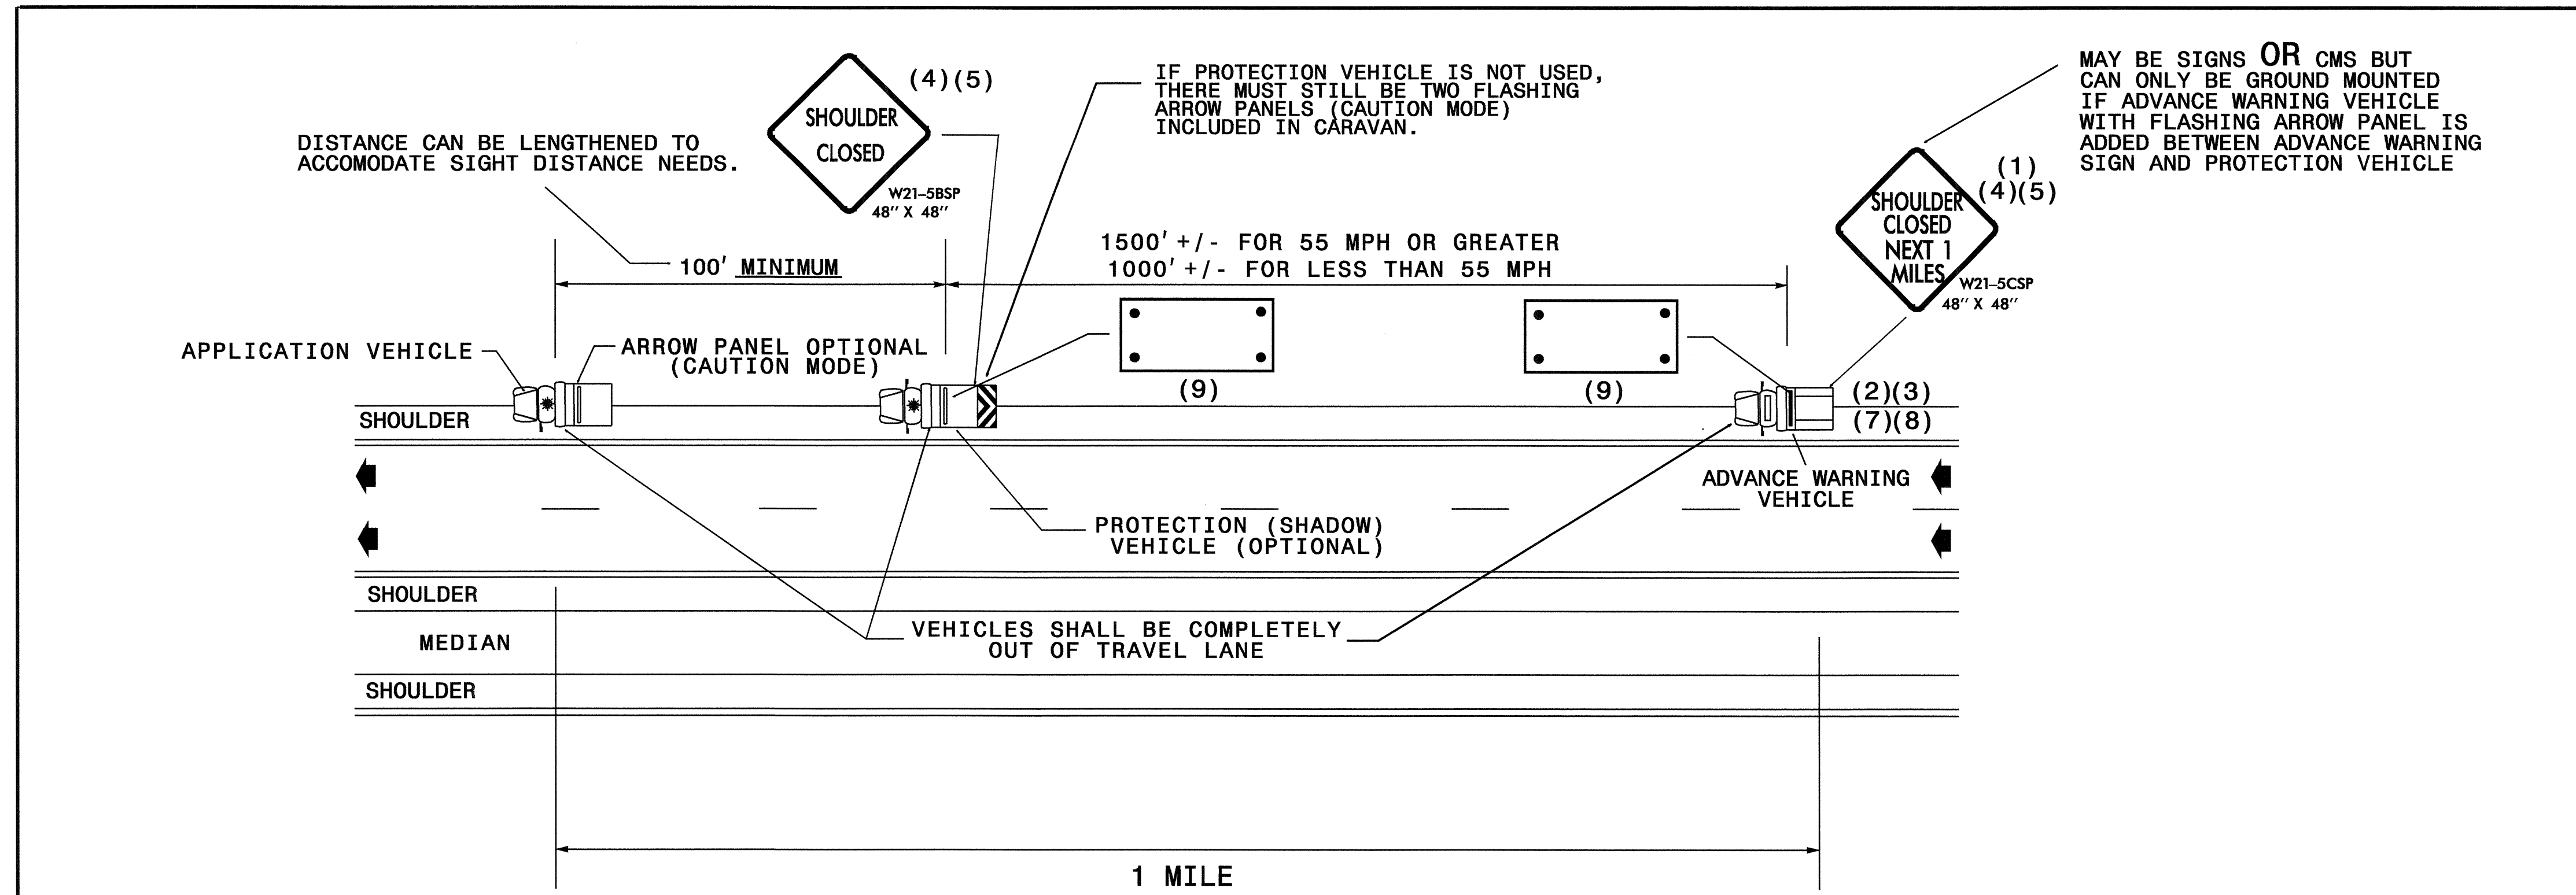 MAY BE SIGNS OR CMS BUT
CAN ONLY BE GROUND MOUNTED
IF ADVANCE WARNING VEHICLE
WITH FLASHING ARROW PANEL IS
ADDED BETWEEN ADVANCE WARNING
SIGN AND PROTECTION VEHICLE
IF PROTECTION VEHICLE IS NOT USED,
THERE MUST STILL BE TWO FLASHING
ARROW PANELS (CAUTION MODE)
INCLUDED IN CARAVAN.
(4)(5)
SHOULDER
CLOSED
W21-5BSP
48" X 48"
DISTANCE CAN BE LENGTHENED TO
ACCOMODATE SIGHT DISTANCE NEEDS.
(1)
(4)(5)
SHOULDER
CLOSED
NEXT 1
MILES
W21-5CSP
48" X 48"
100' MINIMUM
1500' +/- FOR 55 MPH OR GREATER
1000' +/- FOR LESS THAN 55 MPH
APPLICATION VEHICLE
ARROW PANEL OPTIONAL
(CAUTION MODE)
(9)
(9)
(2)(3)
(7)(8)
SHOULDER
ADVANCE WARNING
VEHICLE
PROTECTION (SHADOW)
VEHICLE (OPTIONAL)
SHOULDER
MEDIAN
VEHICLES SHALL BE COMPLETELY
OUT OF TRAVEL LANE
SHOULDER
1 MILE